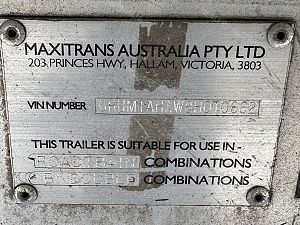 MAXITRANS AUSTRALIA PTY LTD
203 PRINCES HWY, HALLAM, VICTORIA, 3803
VIN NUMBER
THIS TRAILER IS SUITABLE FOR USE IN -
ROADTRAIN COMBINATIONS
COMBINATIONS